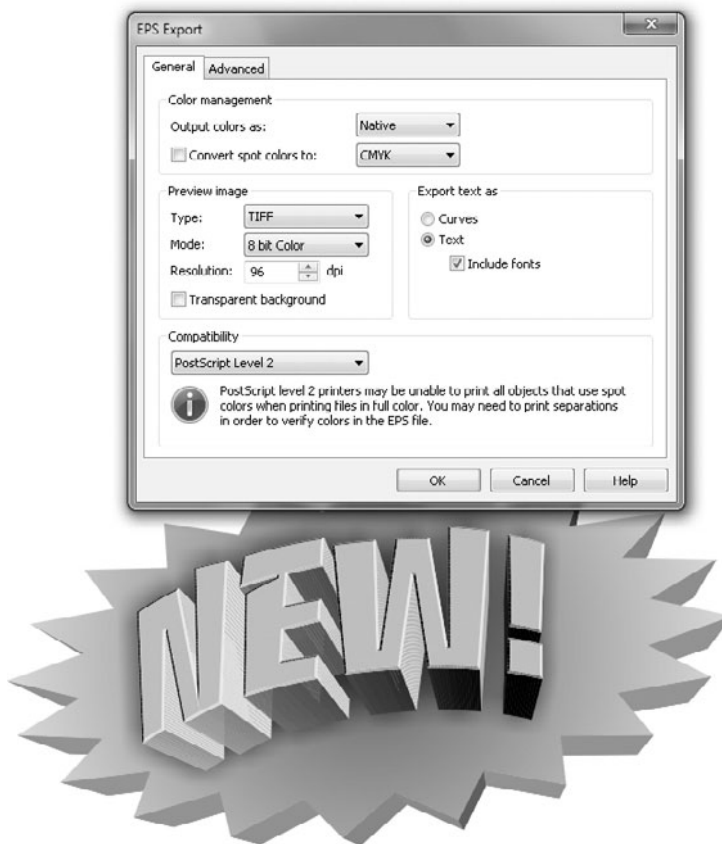 EPS Export
General Advanced
Color management
Output colors as: Native
Convert spot colors to: CMYK
Preview image
Type: TIFF
Mode: 8 bit Color
Resolution: 96 dpi
Transparent background
Export text as
Curves
Text
Include fonts
Compatibility
PostScript Level 2
PostScript level 2 printers may be unable to print all objects that use spot
colors when printing files in full color. You may need to print separations
in order to verify colors in the EPS file.
OK Cancel Help
NEW!